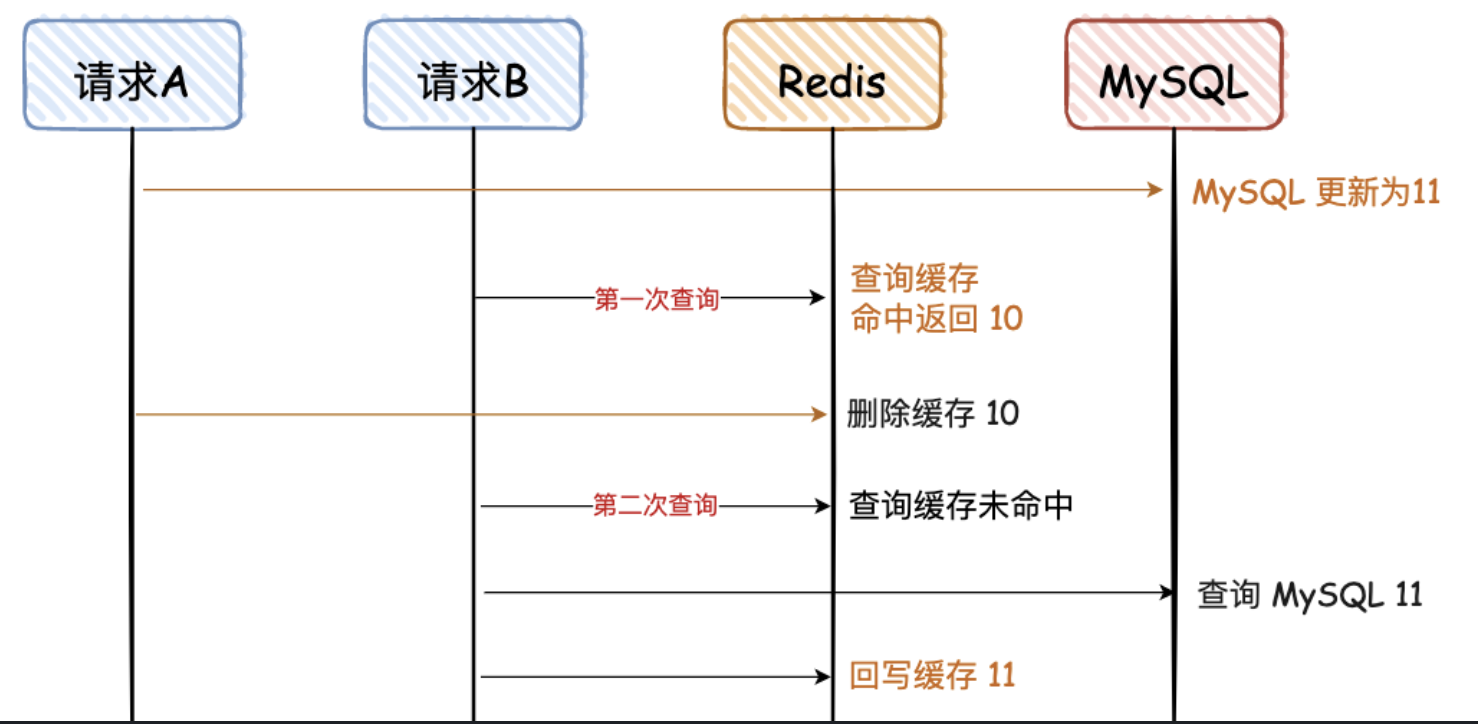 请求A
请求B
Redis
MySQL
MySQL 更新为11
第一次查询
查询缓存
命中返回 10
删除缓存 10
第二次查询
查询缓存未命中
查询 MySQL 11
回写缓存 11